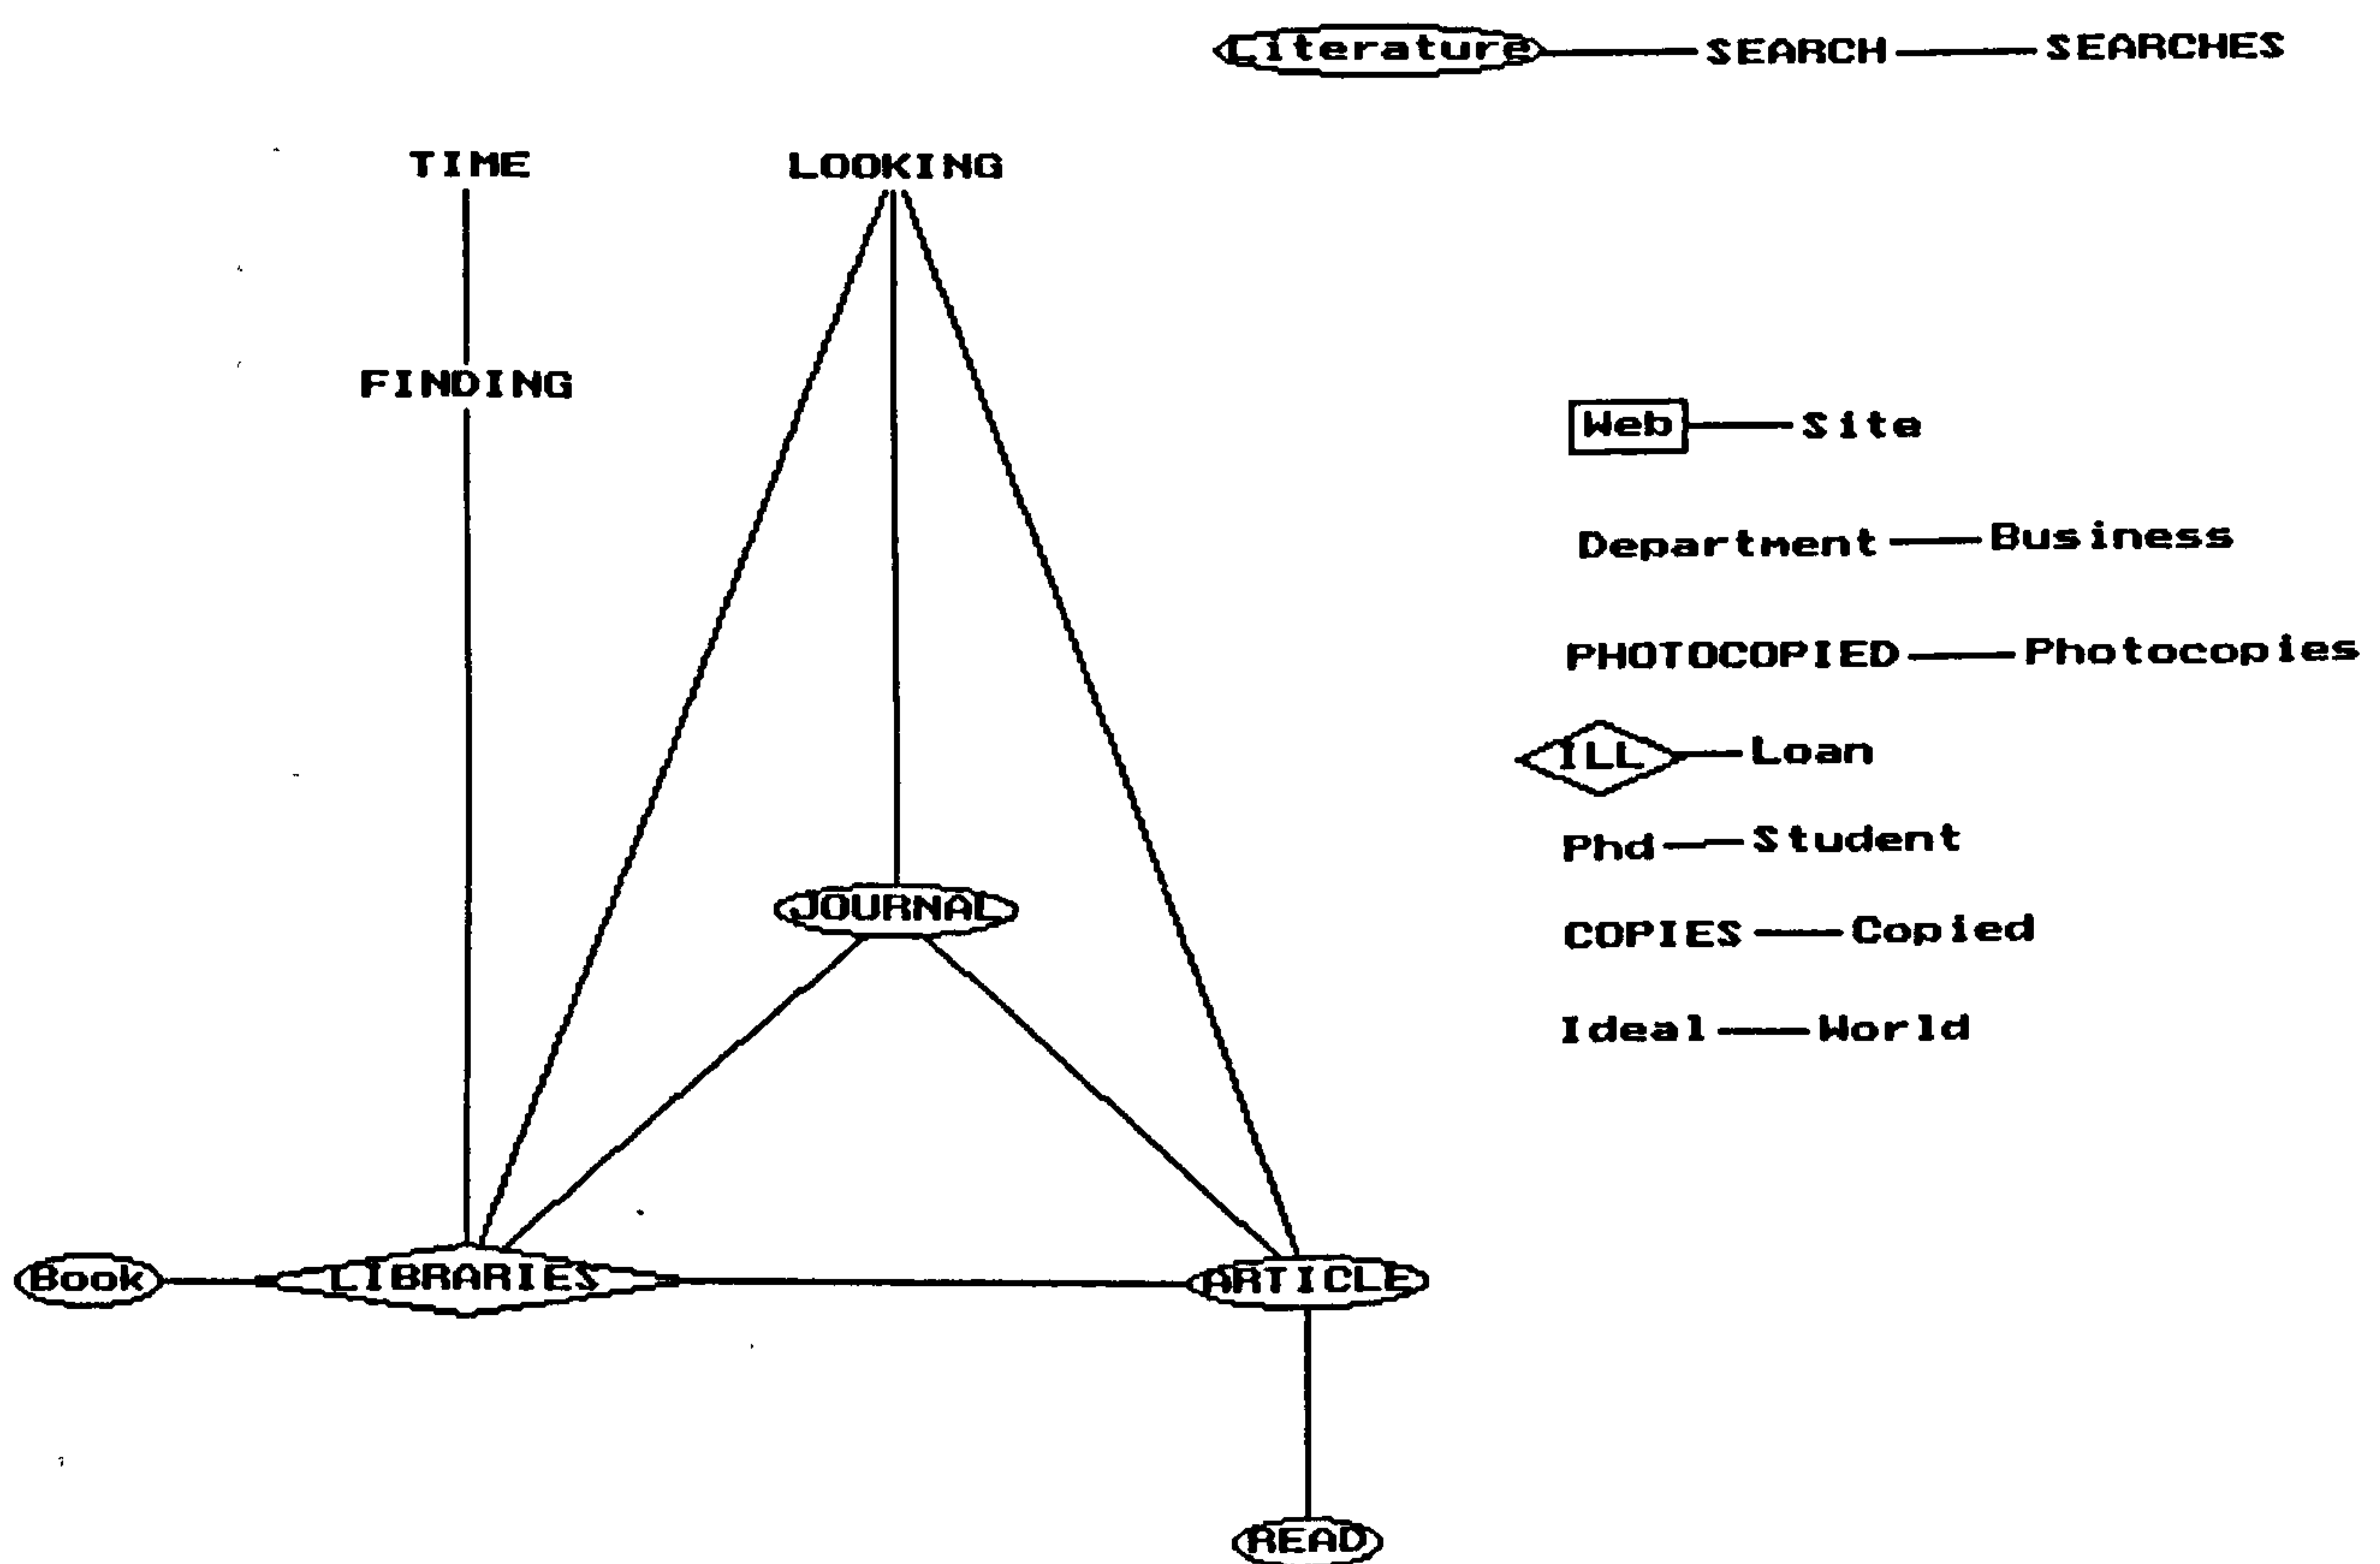 Literature SEARCH SEARCHES
TIME LOOKING
FINDING
Web Site
Department Business
PHOTOCOPIED Photocopies
ILL Loan
Phd Student
JOURNAL
COPIES Copied
Ideal World
Book LIBRARIES ARTICLE
READ